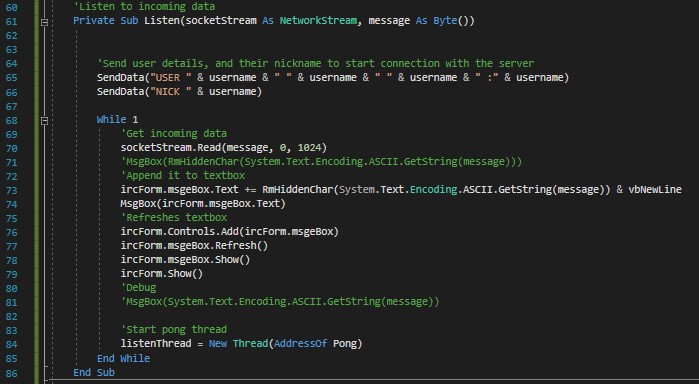 60 'Listen to incoming data
61 Private Sub Listen(socketStream As NetworkStream, message As Byte())
62
63
64 'Send user details, and their nickname to start connection with the server
65 SendData("USER " & username & " " & username & " " & username & " :" & username)
66 SendData("NICK " & username)
67
68 While 1
69 'Get incoming data
70 socketStream.Read(message, 0, 1024)
71 'MsgBox(RmHiddenChar(System.Text.Encoding.ASCII.GetString(message)))
72 'Append it to textbox
73 ircForm.msgeBox.Text += RmHiddenChar(System.Text.Encoding.ASCII.GetString(message)) & vbNewLine
74 MsgBox(ircForm.msgeBox.Text)
75 'Refreshes textbox
76 ircForm.Controls.Add(ircForm.msgeBox)
77 ircForm.msgeBox.Refresh()
78 ircForm.msgeBox.Show()
79 ircForm.Show()
80 'Debug
81 'MsgBox(System.Text.Encoding.ASCII.GetString(message))
82
83 'Start pong thread
84 listenThread = New Thread(AddressOf Pong)
85 End While
86 End Sub